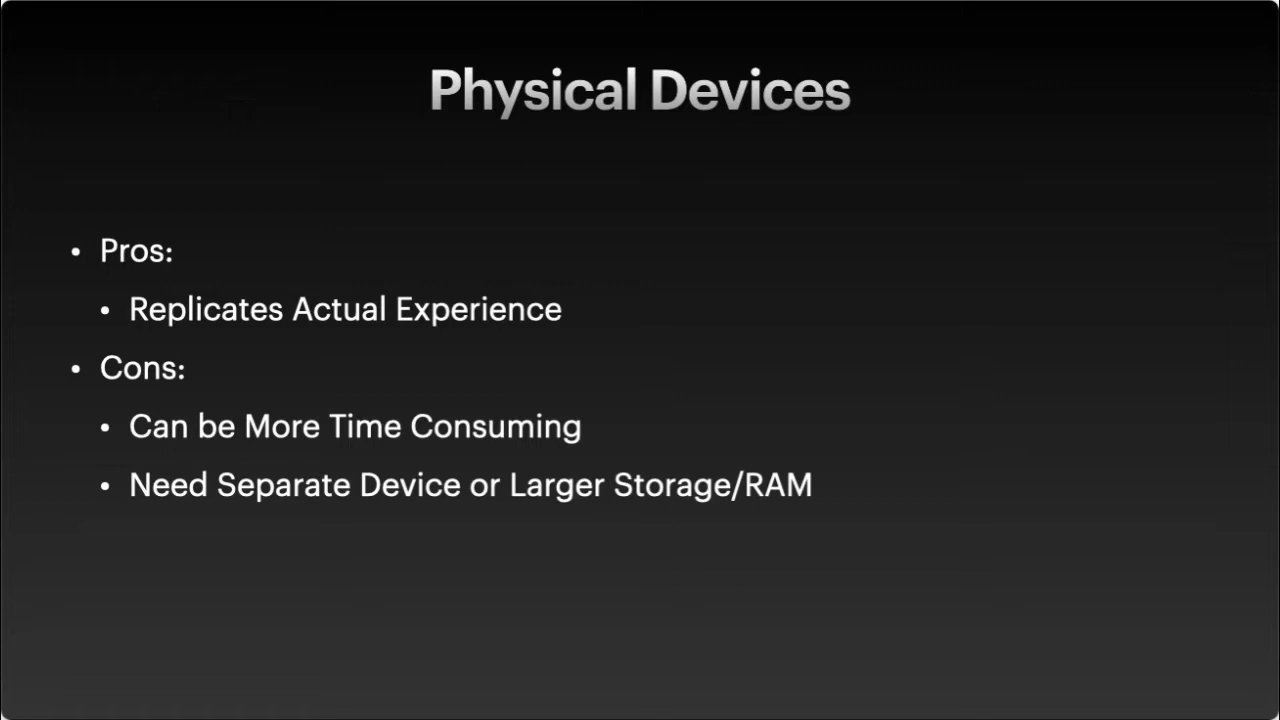 Physical Devices
• Pros:
• Replicates Actual Experience
• Cons:
• Can be More Time Consuming
• Need Separate Device or Larger Storage/RAM